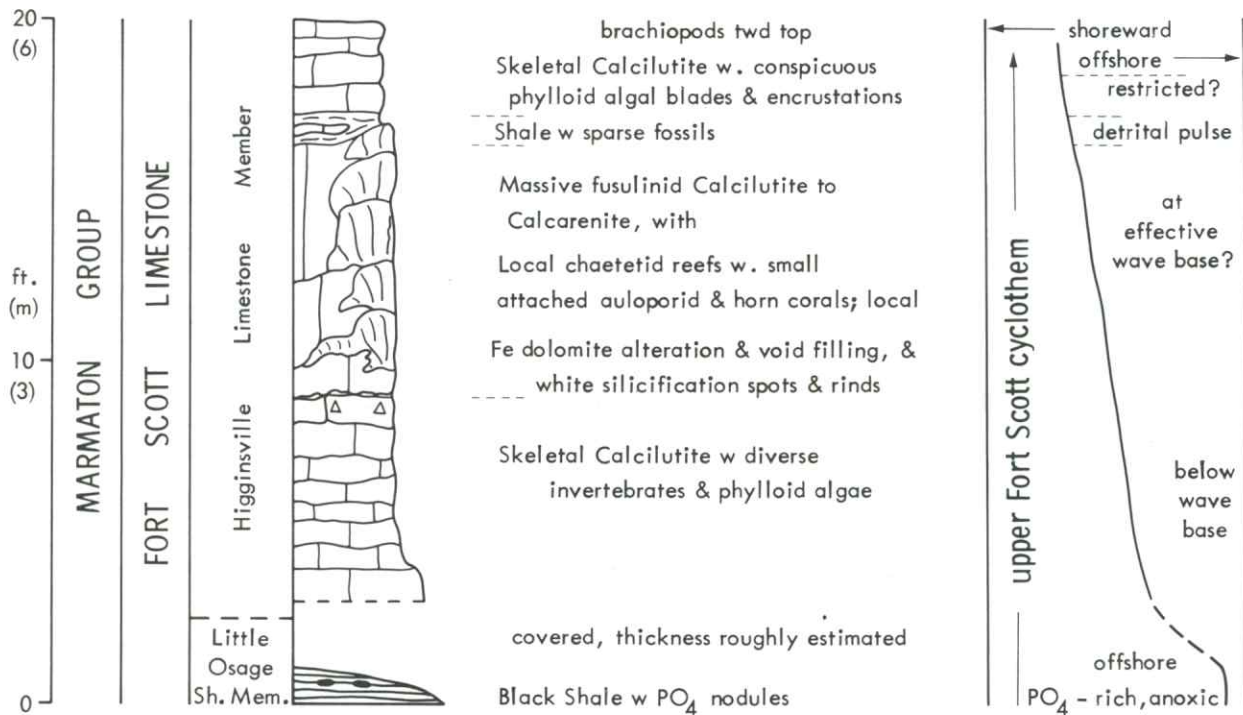 20
(6)
ft.
(m)
10
(3)
0
MARMATON GROUP
FORT SCOTT LIMESTONE
Higginsville Limestone Member
Little
Osage
Sh. Mem.
brachiopods twd top
Skeletal Calcilutite w. conspicuous
phylloid algal blades & encrustations
Shale w sparse fossils
Massive fusulinid Calcilutite to
Calcarenite, with
Local chaetetid reefs w. small
attached auloporid & horn corals; local
Fe dolomite alteration & void filling, &
white silicification spots & rinds
Skeletal Calcilutite w diverse
invertebrates & phylloid algae
covered, thickness roughly estimated
Black Shale w PO4 nodules
upper Fort Scott cyclothem
shoreward
offshore
restricted?
detrital pulse
at
effective
wave base?
below
wave
base
offshore
PO4 - rich, anoxic